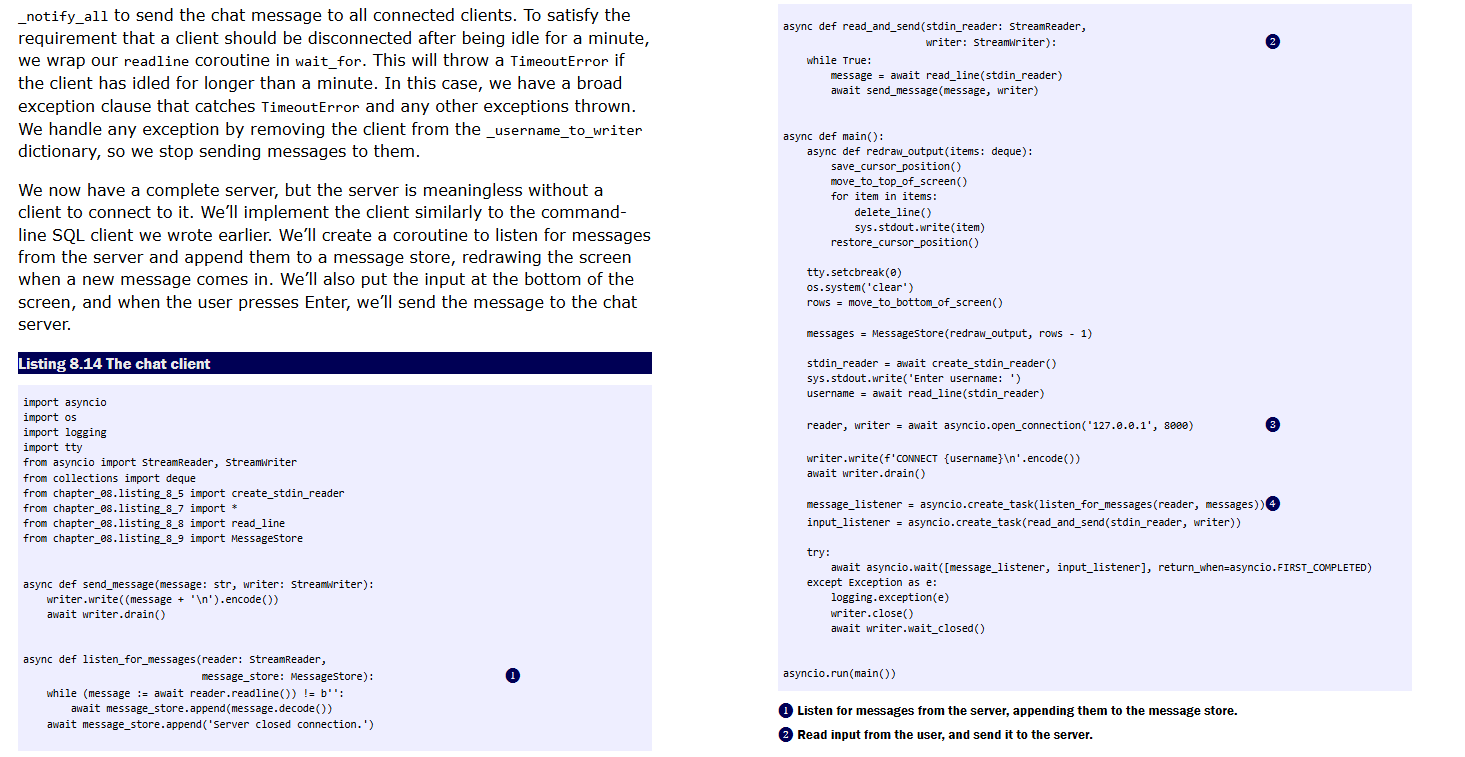 _notify_all to send the chat message to all connected clients. To satisfy the
requirement that a client should be disconnected after being idle for a minute,
we wrap our readline coroutine in wait_for. This will throw a TimeoutError if
the client has idled for longer than a minute. In this case, we have a broad
exception clause that catches TimeoutError and any other exceptions thrown.
We handle any exception by removing the client from the _username_to_writer
dictionary, so we stop sending messages to them.
We now have a complete server, but the server is meaningless without a
client to connect to it. We’ll implement the client similarly to the command-
line SQL client we wrote earlier. We’ll create a coroutine to listen for messages
from the server and append them to a message store, redrawing the screen
when a new message comes in. We’ll also put the input at the bottom of the
screen, and when the user presses Enter, we’ll send the message to the chat
server.
Listing 8.14 The chat client
import asyncio
import os
import logging
import tty
from asyncio import StreamReader, StreamWriter
from collections import deque
from chapter_08.listing_8_5 import create_stdin_reader
from chapter_08.listing_8_7 import *
from chapter_08.listing_8_8 import read_line
from chapter_08.listing_8_9 import MessageStore
async def send_message(message: str, writer: StreamWriter):
    writer.write((message + '\n').encode())
    await writer.drain()
async def listen_for_messages(reader: StreamReader,
                              message_store: MessageStore): ❶
    while (message := await reader.readline()) != b'':
        await message_store.append(message.decode())
    await message_store.append('Server closed connection.')
async def read_and_send(stdin_reader: StreamReader,
                        writer: StreamWriter): ❷
    while True:
        message = await read_line(stdin_reader)
        await send_message(message, writer)
async def main():
    async def redraw_output(items: deque):
        save_cursor_position()
        move_to_top_of_screen()
        for item in items:
            delete_line()
            sys.stdout.write(item)
        restore_cursor_position()
    tty.setcbreak(0)
    os.system('clear')
    rows = move_to_bottom_of_screen()
    messages = MessageStore(redraw_output, rows - 1)
    stdin_reader = await create_stdin_reader()
    sys.stdout.write('Enter username: ')
    username = await read_line(stdin_reader)
    reader, writer = await asyncio.open_connection('127.0.0.1', 8000) ❸
    writer.write(f'CONNECT {username}\n'.encode())
    await writer.drain()
    message_listener = asyncio.create_task(listen_for_messages(reader, messages)) ❹
    input_listener = asyncio.create_task(read_and_send(stdin_reader, writer))
    try:
        await asyncio.wait([message_listener, input_listener], return_when=asyncio.FIRST_COMPLETED)
    except Exception as e:
        logging.exception(e)
        writer.close()
        await writer.wait_closed()
asyncio.run(main())
❶ Listen for messages from the server, appending them to the message store.
❷ Read input from the user, and send it to the server.